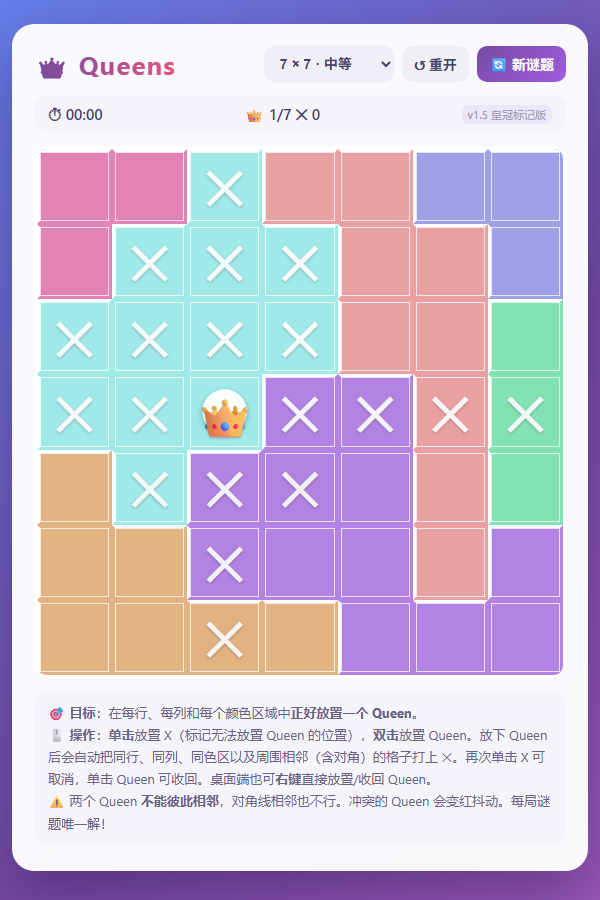 Queens
7 × 7 · 中等
↺ 重开
🔄 新谜题
⏱ 00:00
1/7 ✕ 0
v1.5 皇冠标记版
🎯 目标：在每行、每列和每个颜色区域中正好放置一个 Queen。
🖱️ 操作：单击放置 X（标记无法放置 Queen 的位置），双击放置 Queen。放下 Queen
后会自动把同行、同列、同色区以及周围相邻（含对角）的格子打上 ✕。再次单击 X 可
取消，单击 Queen 可收回。桌面端也可右键直接放置/收回 Queen。
⚠️ 两个 Queen 不能彼此相邻，对角线相邻也不行。冲突的 Queen 会变红抖动。每局谜
题唯一解！